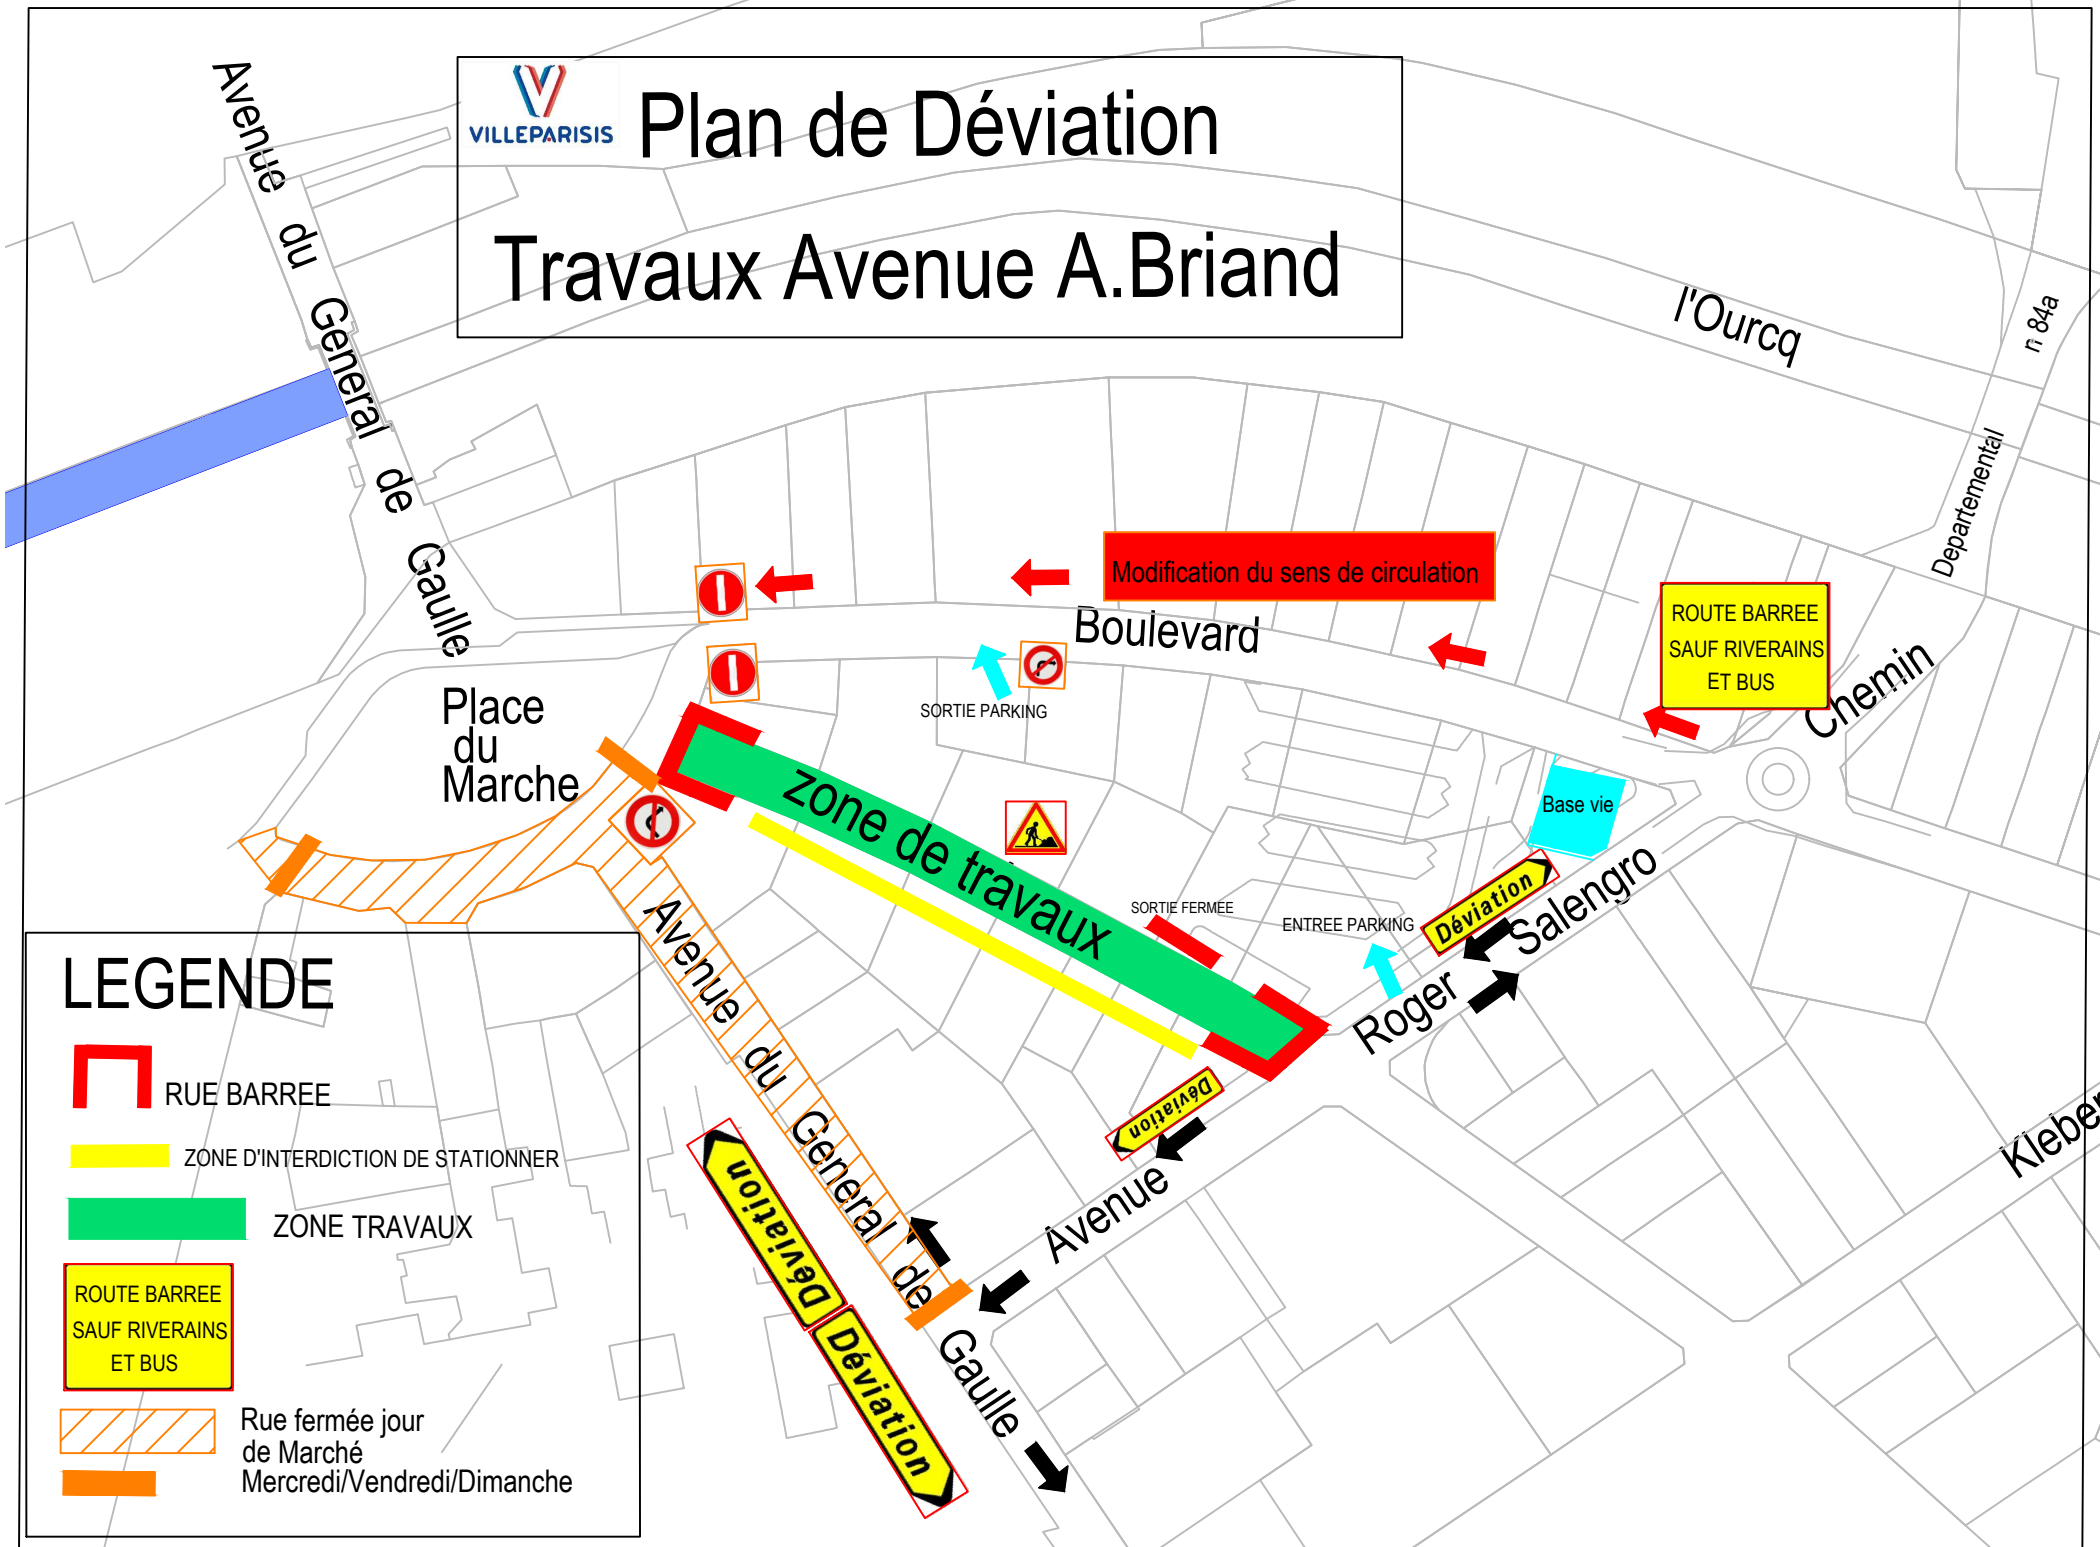 VILLEPARISIS
Plan de Déviation
Travaux Avenue A.Briand
Avenue du General de Gaulle
l'Ourcq
n 84a
Departemental
Chemin
Modification du sens de circulation
Boulevard
ROUTE BARREE
SAUF RIVERAINS
ET BUS
Place
du
Marche
SORTIE PARKING
zone de travaux
Base vie
SORTIE FERMEE
ENTREE PARKING
Déviation
Avenue Roger Salengro
Déviation
Kleber
Avenue du General de Gaulle
Déviation
Déviation
LEGENDE
RUE BARREE
ZONE D'INTERDICTION DE STATIONNER
ZONE TRAVAUX
ROUTE BARREE
SAUF RIVERAINS
ET BUS
Rue fermée jour
de Marché
Mercredi/Vendredi/Dimanche